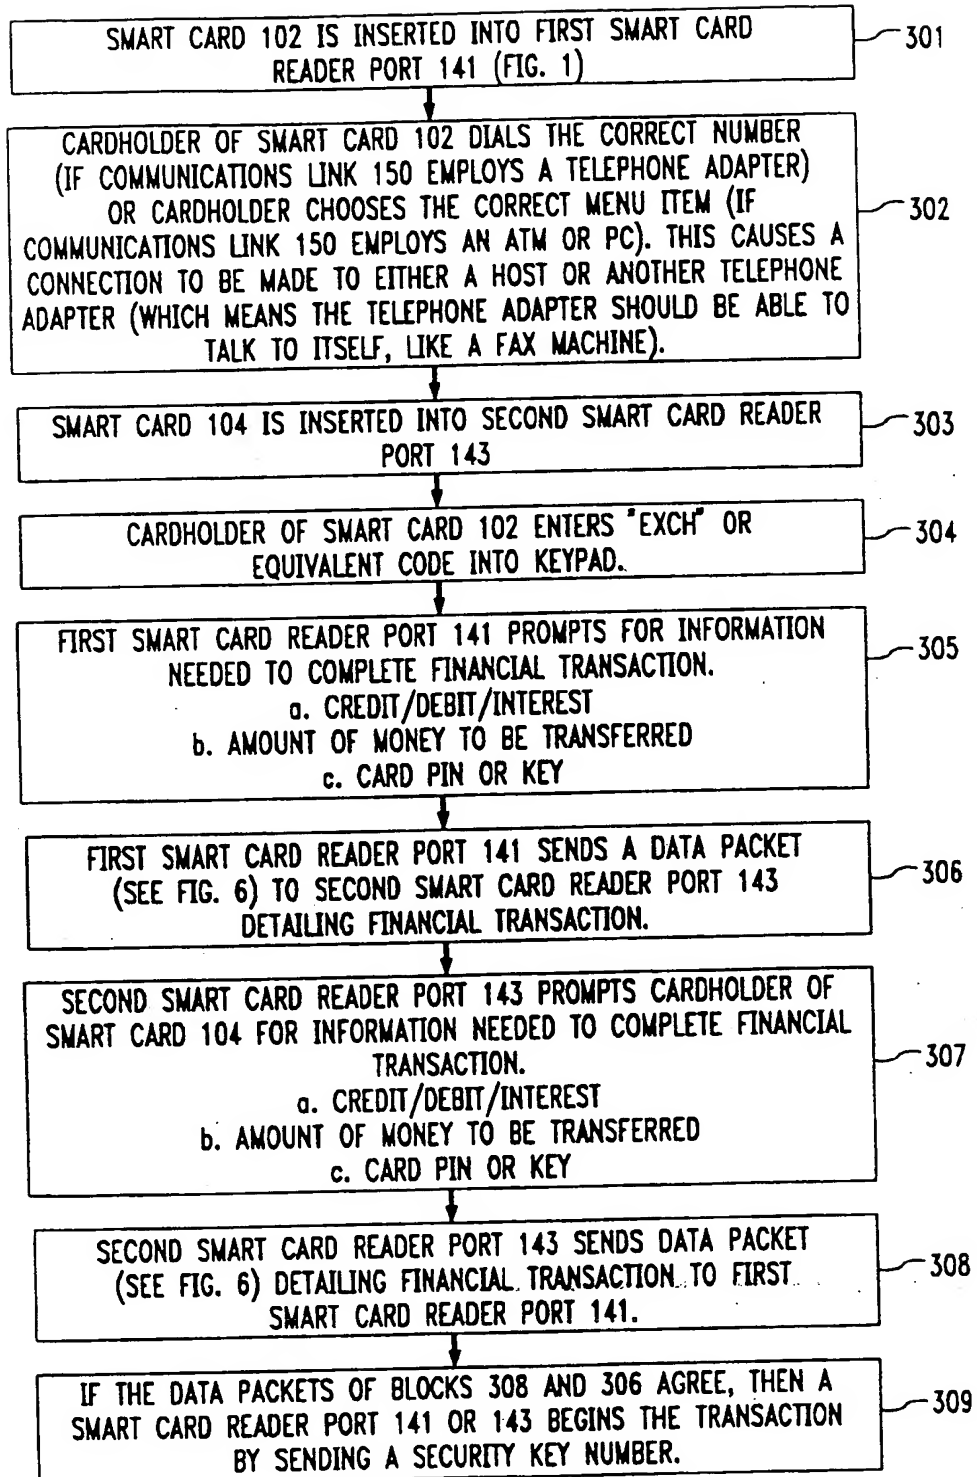 SMART CARD 102 IS INSERTED INTO FIRST SMART CARD
READER PORT 141 (FIG. 1)
301
CARDHOLDER OF SMART CARD 102 DIALS THE CORRECT NUMBER
(IF COMMUNICATIONS LINK 150 EMPLOYS A TELEPHONE ADAPTER)
OR CARDHOLDER CHOOSES THE CORRECT MENU ITEM (IF
COMMUNICATIONS LINK 150 EMPLOYS AN ATM OR PC). THIS CAUSES A
CONNECTION TO BE MADE TO EITHER A HOST OR ANOTHER TELEPHONE
ADAPTER (WHICH MEANS THE TELEPHONE ADAPTER SHOULD BE ABLE TO
TALK TO ITSELF, LIKE A FAX MACHINE).
302
SMART CARD 104 IS INSERTED INTO SECOND SMART CARD READER
PORT 143
303
CARDHOLDER OF SMART CARD 102 ENTERS "EXCH" OR
EQUIVALENT CODE INTO KEYPAD.
304
FIRST SMART CARD READER PORT 141 PROMPTS FOR INFORMATION
NEEDED TO COMPLETE FINANCIAL TRANSACTION.
a. CREDIT/DEBIT/INTEREST
b. AMOUNT OF MONEY TO BE TRANSFERRED
c. CARD PIN OR KEY
305
FIRST SMART CARD READER PORT 141 SENDS A DATA PACKET
(SEE FIG. 6) TO SECOND SMART CARD READER PORT 143
DETAILING FINANCIAL TRANSACTION.
306
SECOND SMART CARD READER PORT 143 PROMPTS CARDHOLDER OF
SMART CARD 104 FOR INFORMATION NEEDED TO COMPLETE FINANCIAL
TRANSACTION.
a. CREDIT/DEBIT/INTEREST
b. AMOUNT OF MONEY TO BE TRANSFERRED
c. CARD PIN OR KEY
307
SECOND SMART CARD READER PORT 143 SENDS DATA PACKET
(SEE FIG. 6) DETAILING FINANCIAL TRANSACTION TO FIRST
SMART CARD READER PORT 141.
308
IF THE DATA PACKETS OF BLOCKS 308 AND 306 AGREE, THEN A
SMART CARD READER PORT 141 OR 143 BEGINS THE TRANSACTION
BY SENDING A SECURITY KEY NUMBER.
309